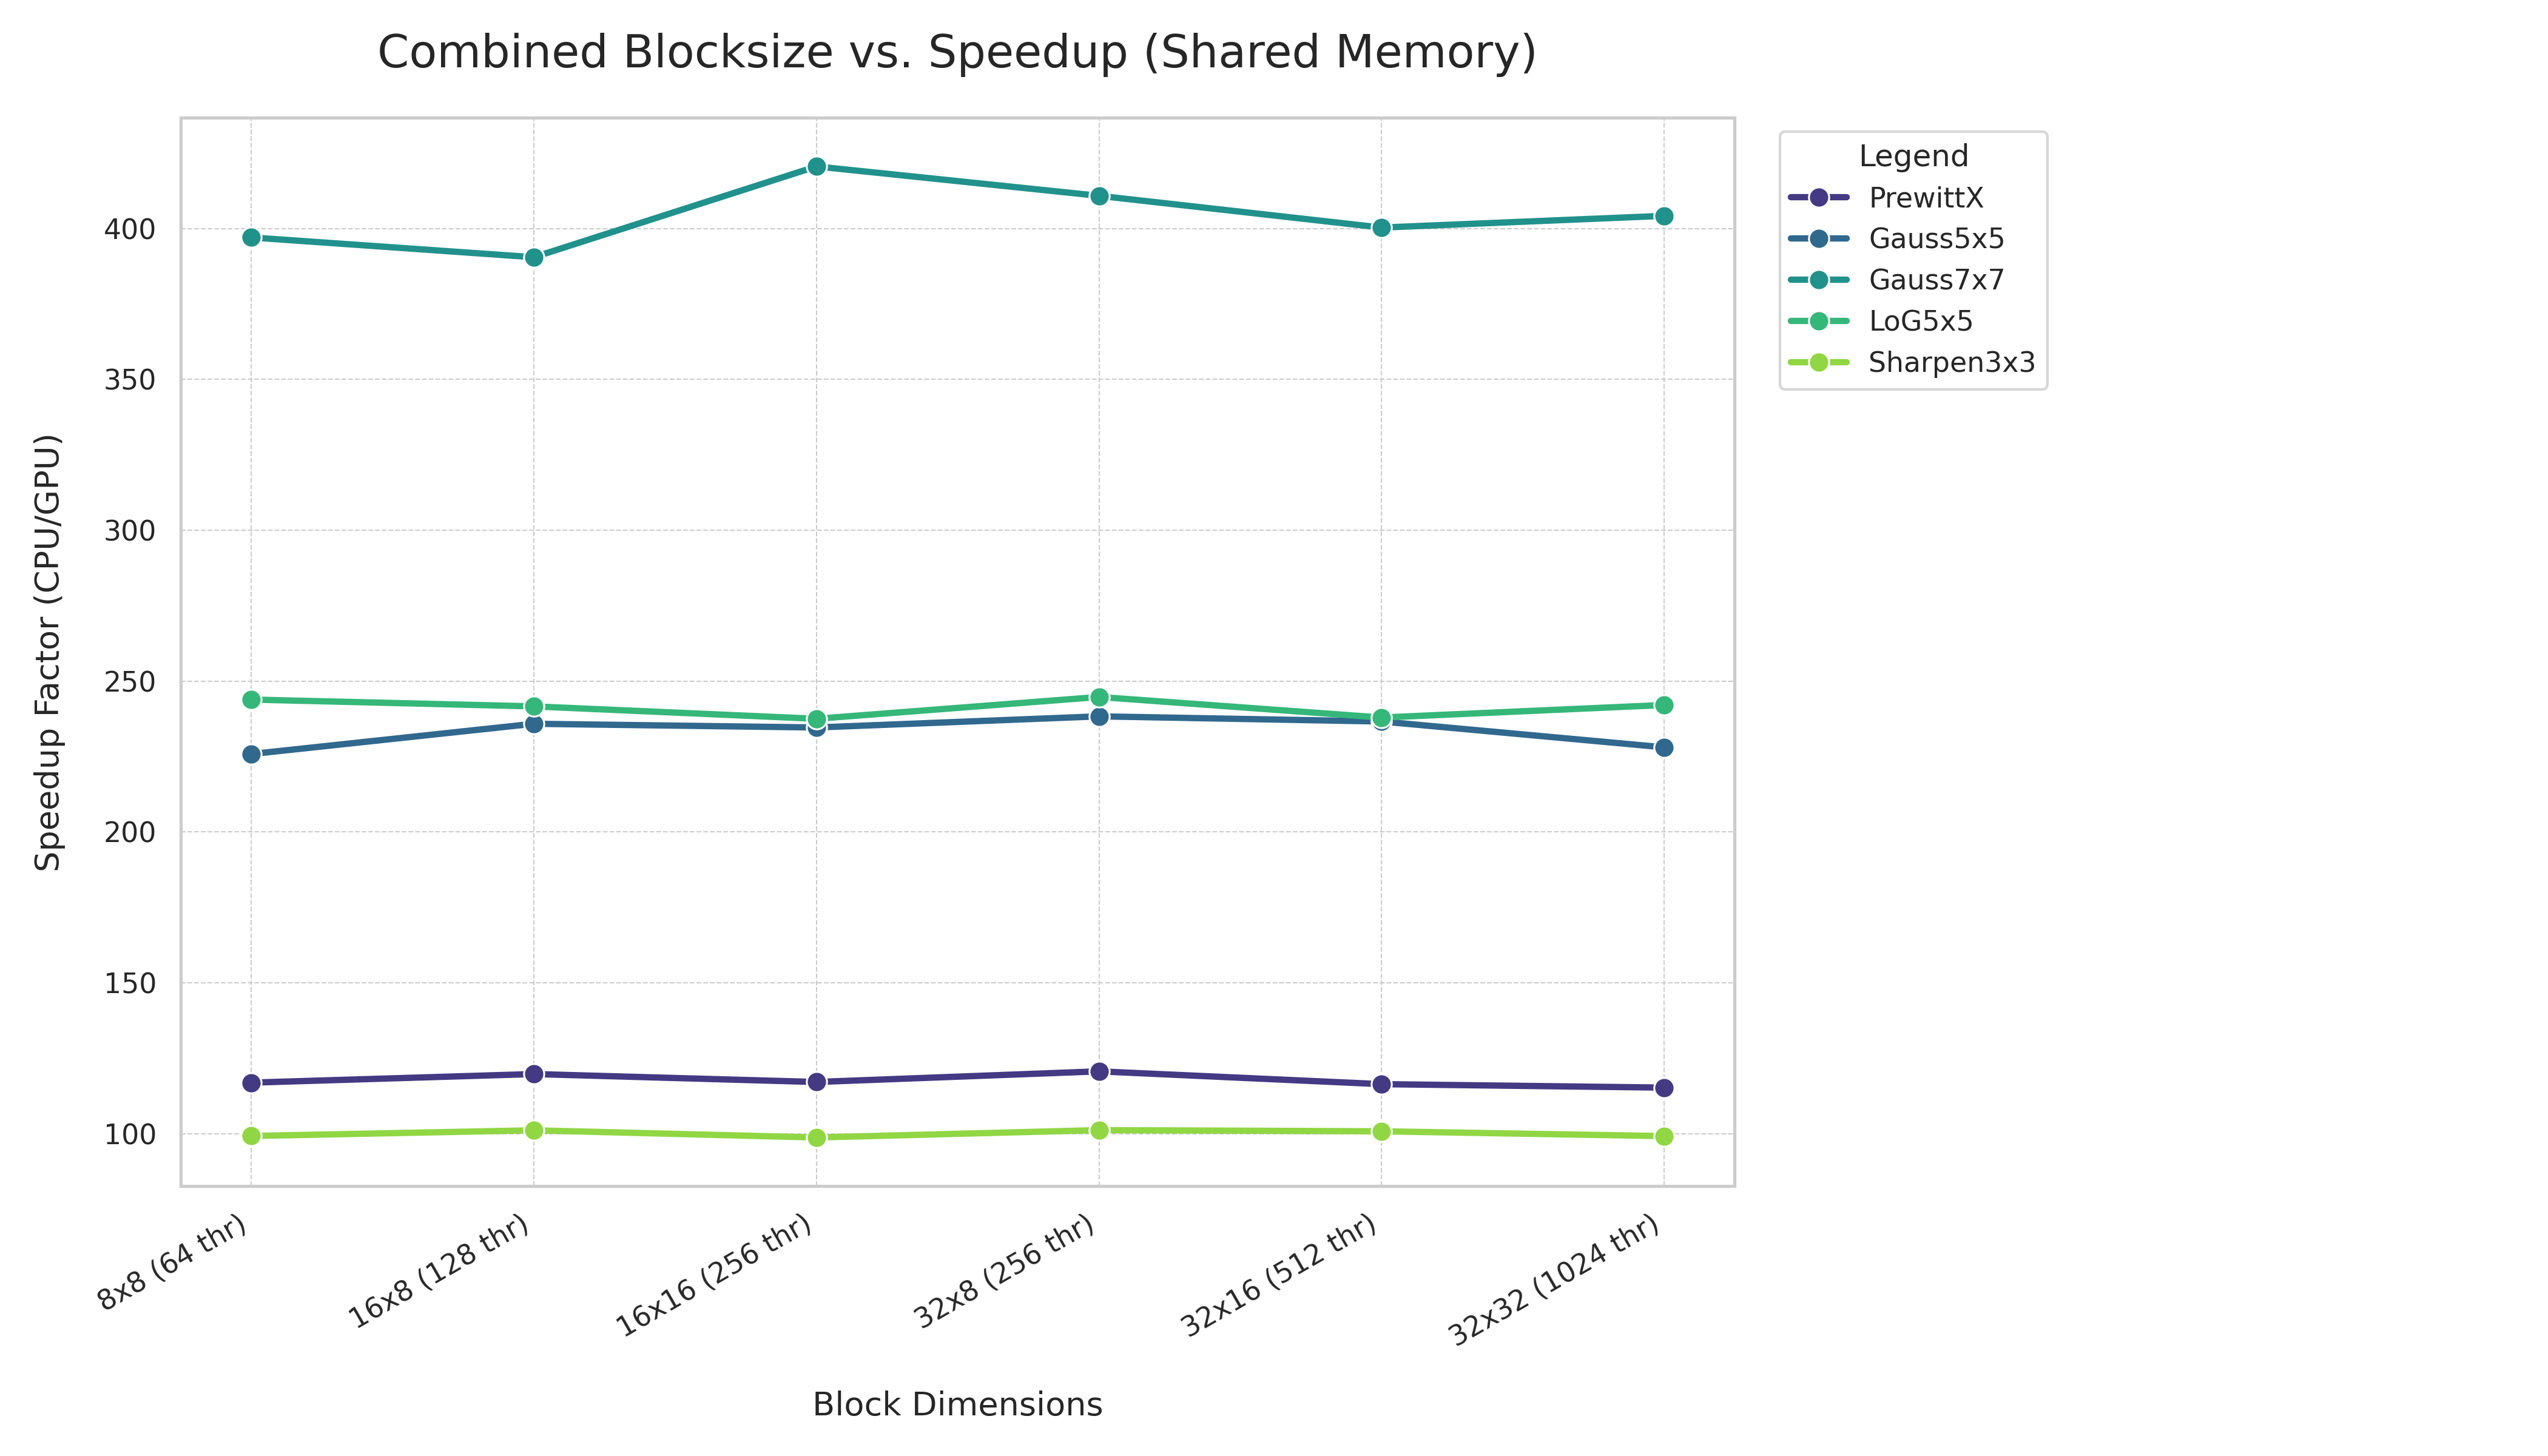 Combined Blocksize vs. Speedup (Shared Memory)
Speedup Factor (CPU/GPU)
400
350
300
250
200
150
100
8x8 (64 thr)
16x8 (128 thr)
16x16 (256 thr)
32x8 (256 thr)
32x16 (512 thr)
32x32 (1024 thr)
Block Dimensions
Legend
PrewittX
Gauss5x5
Gauss7x7
LoG5x5
Sharpen3x3